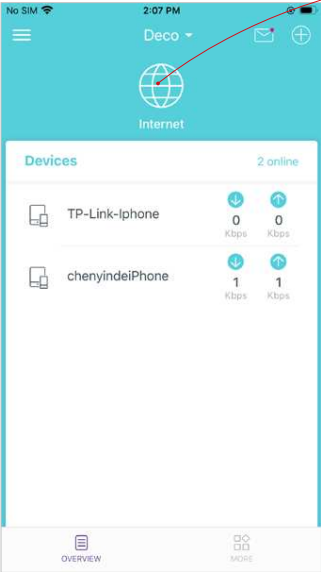 No SIM 2:07 PM
Deco
Internet
Devices 2 online
TP-Link-Iphone 0 0
Kbps Kbps
chenyindeiPhone 1 1
Kbps Kbps
OVERVIEW MORE